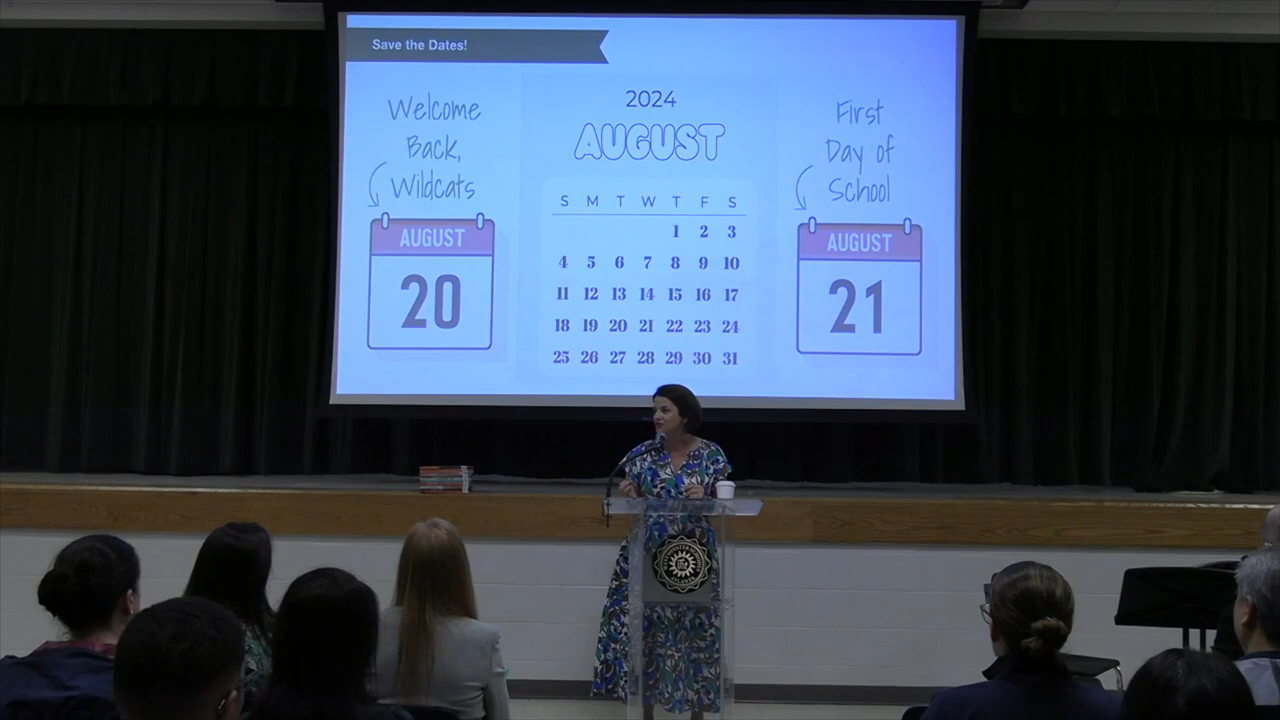 Save the Dates!
Welcome
Back,
Wildcats
AUGUST
20
2024
AUGUST
S M T W T F S
1 2 3
4 5 6 7 8 9 10
11 12 13 14 15 16 17
18 19 20 21 22 23 24
25 26 27 28 29 30 31
First
Day of
School
AUGUST
21